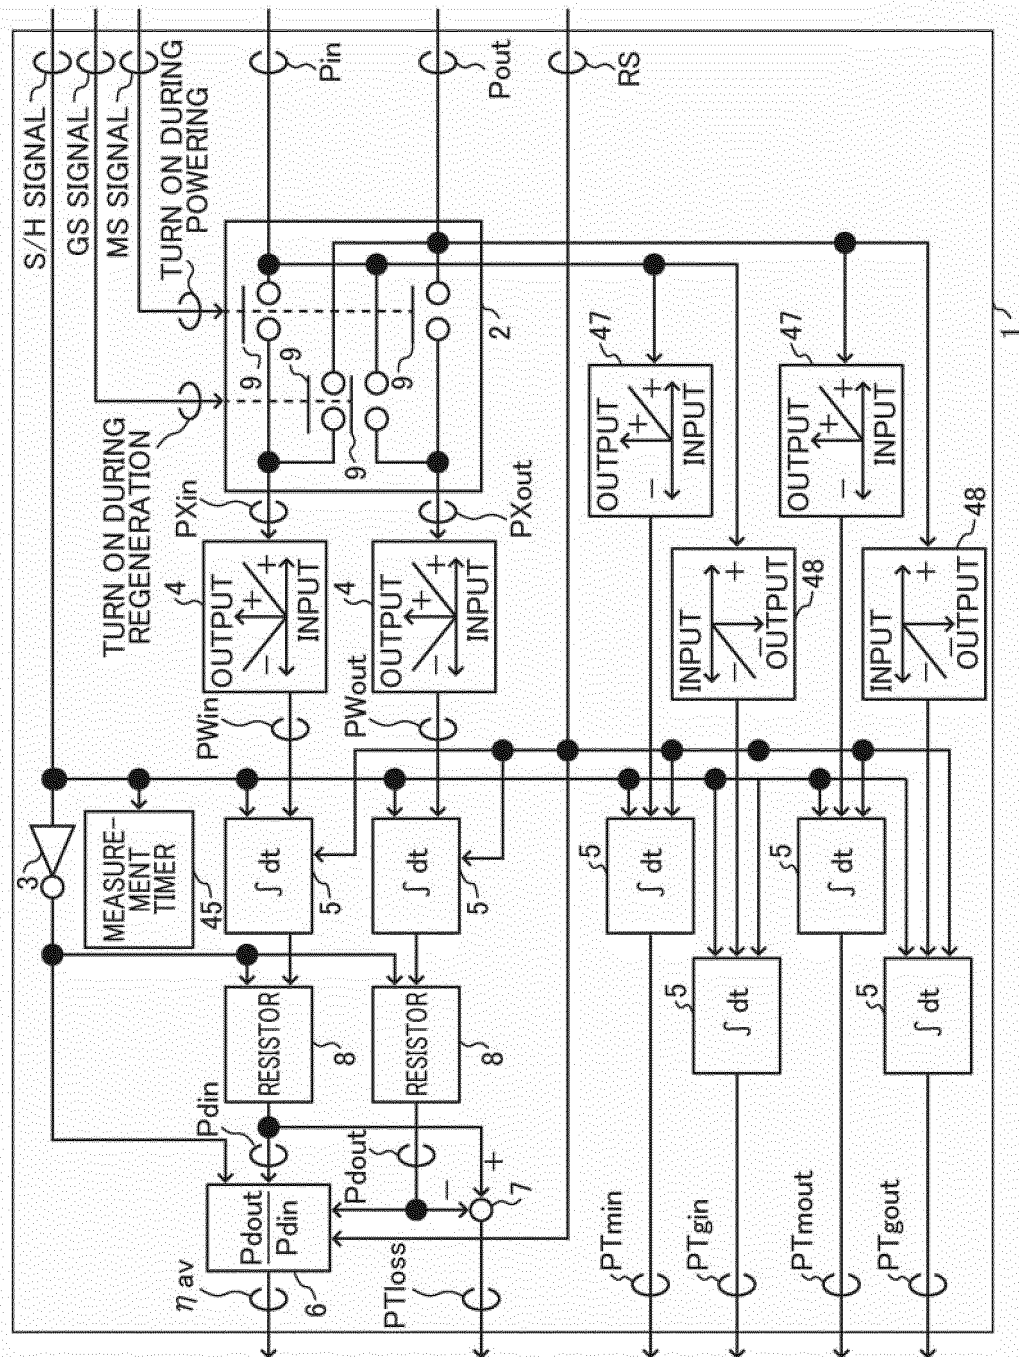 S/H SIGNAL
GS SIGNAL
MS SIGNAL
TURN ON DURING
POWERING
Pin
Pout
RS
TURN ON DURING
REGENERATION
9
9
9
9
2
1
PXin
PXout
47
OUTPUT
+
+
−
INPUT
47
OUTPUT
+
+
−
INPUT
4
OUTPUT
+
−
INPUT
4
OUTPUT
+
−
INPUT
48
INPUT
+
−
−
OUTPUT
48
INPUT
+
−
−
OUTPUT
PWin
PWout
3
MEASURE-
MENT
TIMER
45
∫ dt
5
∫ dt
5
∫ dt
5
∫ dt
5
∫ dt
5
∫ dt
5
RESISTOR
8
RESISTOR
8
Pdin
Pdout
+
−
7
Pdout
Pdin
6
η av
PTloss
PTmin
PTgin
PTmout
PTgout